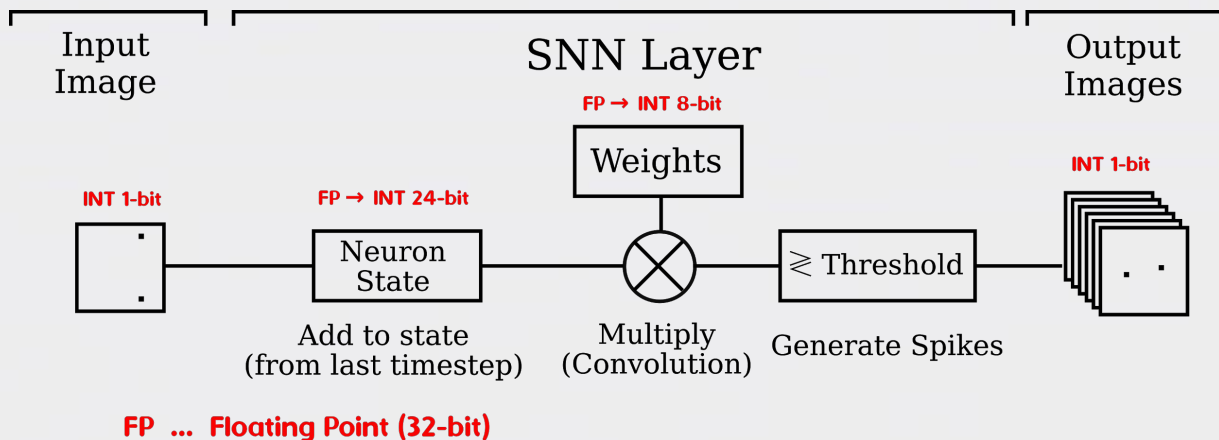 Input
Image
SNN Layer
Output
Images
FP → INT 8-bit
Weights
INT 1-bit
INT 1-bit
FP → INT 24-bit
Neuron
State
≷ Threshold
Add to state
(from last timestep)
Multiply
(Convolution)
Generate Spikes
FP ... Floating Point (32-bit)